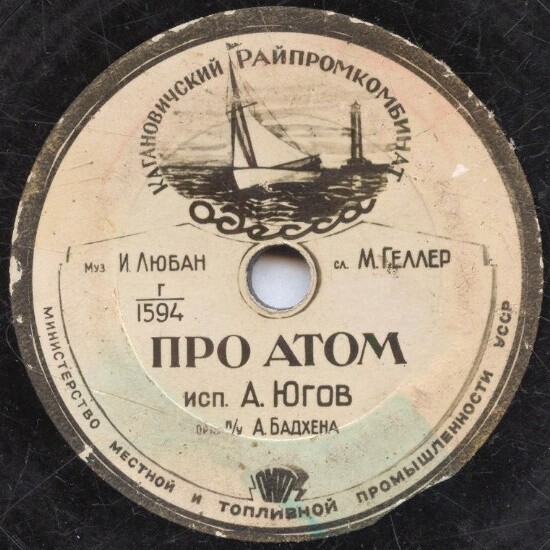 КАГАНОВИЧСКИЙ РАЙПРОМКОМБИНАТ
Одесса
МУЗ И. ЛЮБАН
СЛ. М. ГЕЛЛЕР
Г
1594
ПРО АТОМ
ИСП. А. ЮГОВ
П/У А. БАДХЕНА
МИНИСТЕРСТВО МЕСТНОЙ И ТОПЛИВНОЙ ПРОМЫШЛЕННОСТИ УССР